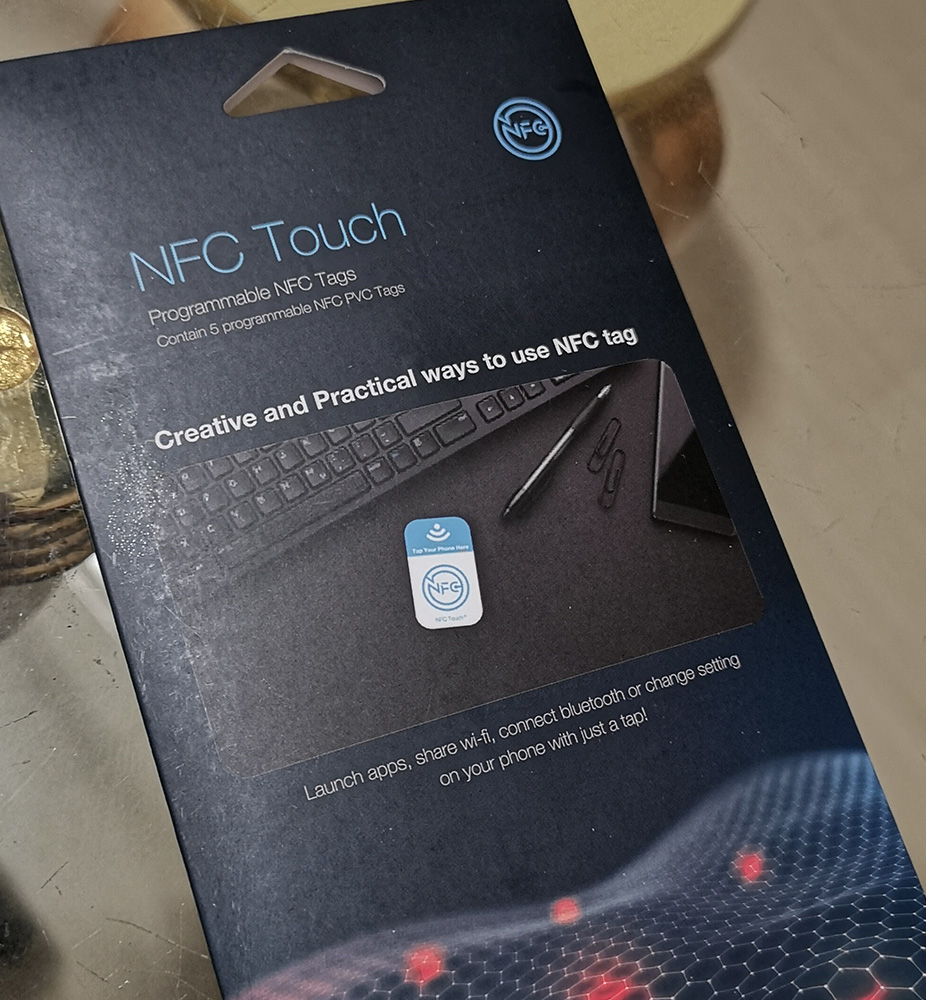 NFC
NFC Touch
Programmable NFC Tags
Contain 5 programmable NFC PVC Tags
Creative and Practical ways to use NFC tag
Tap Your Phone Here
NFC
NFC Touch
Launch apps, share wi-fi, connect bluetooth or change setting
on your phone with just a tap!